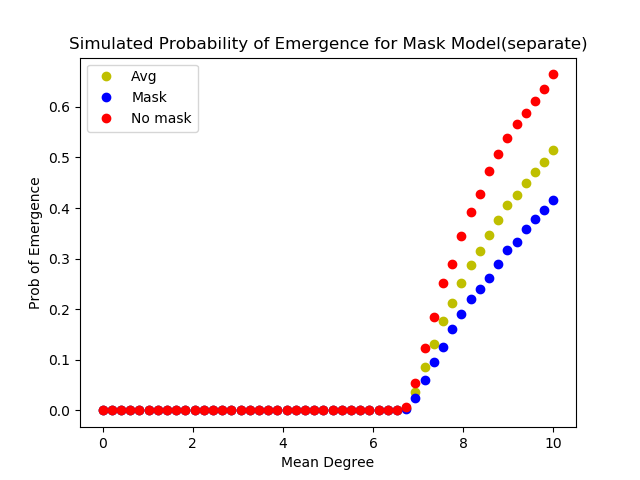 Simulated Probability of Emergence for Mask Model(separate)
Avg
Mask
No mask
Prob of Emergence
0.6
0.5
0.4
0.3
0.2
0.1
0.0
0 2 4 6 8 10
Mean Degree